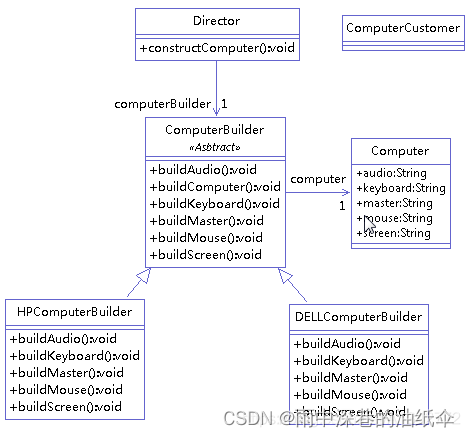 Director
+constructComputer():void
ComputerCustomer
computerBuilder 1
ComputerBuilder
«Asbtract»
+buildAudio():void
+buildComputer():void
+buildKeyboard():void
+buildMaster():void
+buildMouse():void
+buildScreen():void
computer
1
Computer
+audio:String
+keyboard:String
+master:String
+mouse:String
+screen:String
HPComputerBuilder
+buildAudio():void
+buildKeyboard():void
+buildMaster():void
+buildMouse():void
+buildScreen():void
DELLComputerBuilder
+buildAudio():void
+buildKeyboard():void
+buildMaster():void
+buildMouse():void
+buildScreen():void
CSDN @雨中深巷的油纸伞